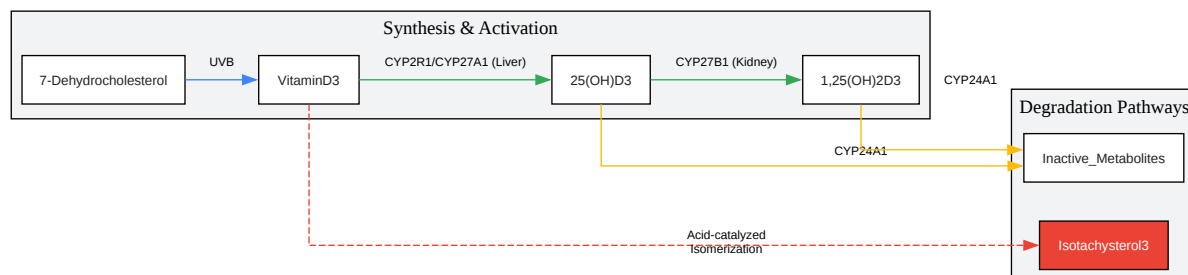 Synthesis & Activation
7-Dehydrocholesterol
UVB
VitaminD3
CYP2R1/CYP27A1 (Liver)
25(OH)D3
CYP27B1 (Kidney)
1,25(OH)2D3
CYP24A1
Degradation Pathways
CYP24A1
Inactive_Metabolites
Acid-catalyzed
Isomerization
Isotachysterol3